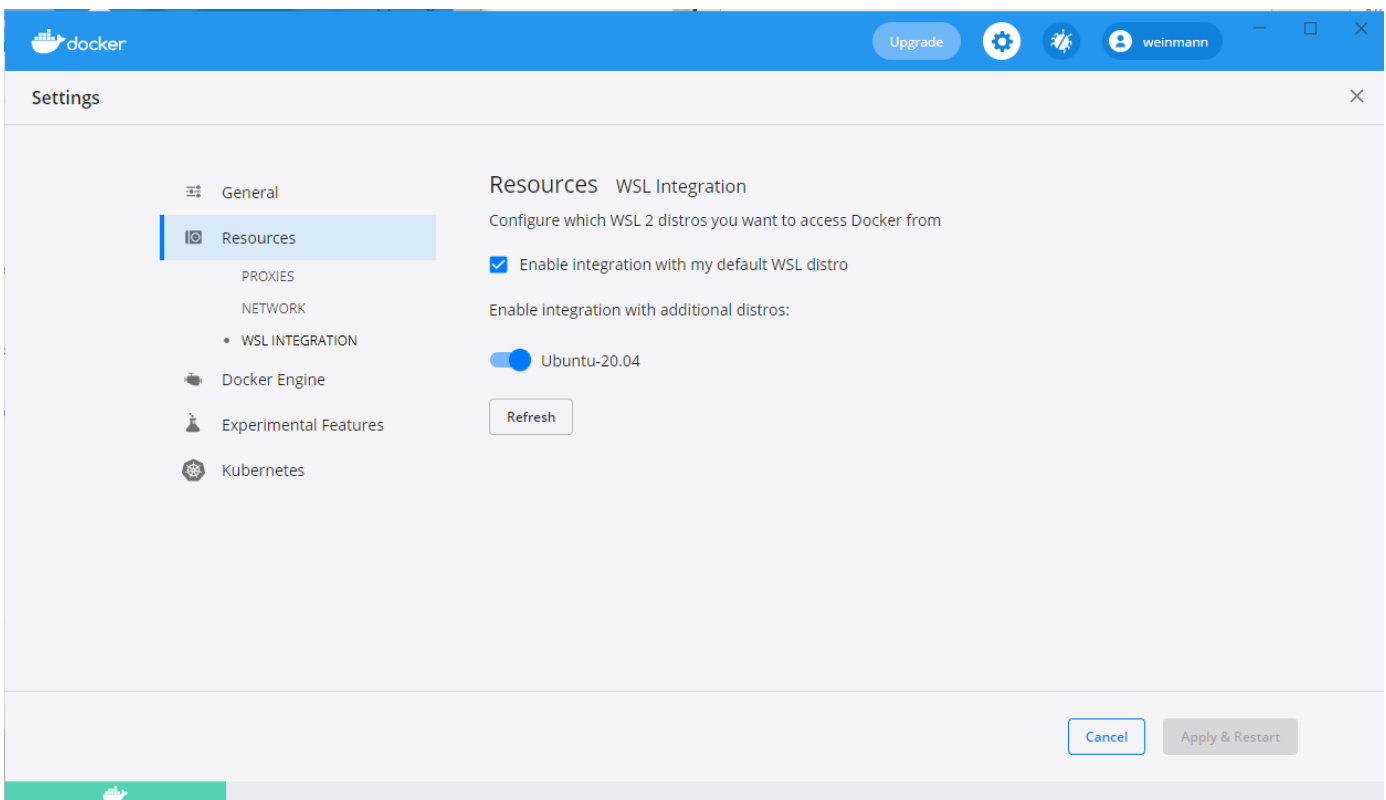 docker
Upgrade
weinmann
Settings
General
Resources
PROXIES
NETWORK
WSL INTEGRATION
Docker Engine
Experimental Features
Kubernetes
Resources WSL Integration
Configure which WSL 2 distros you want to access Docker from
Enable integration with my default WSL distro
Enable integration with additional distros:
Ubuntu-20.04
Refresh
Cancel
Apply & Restart